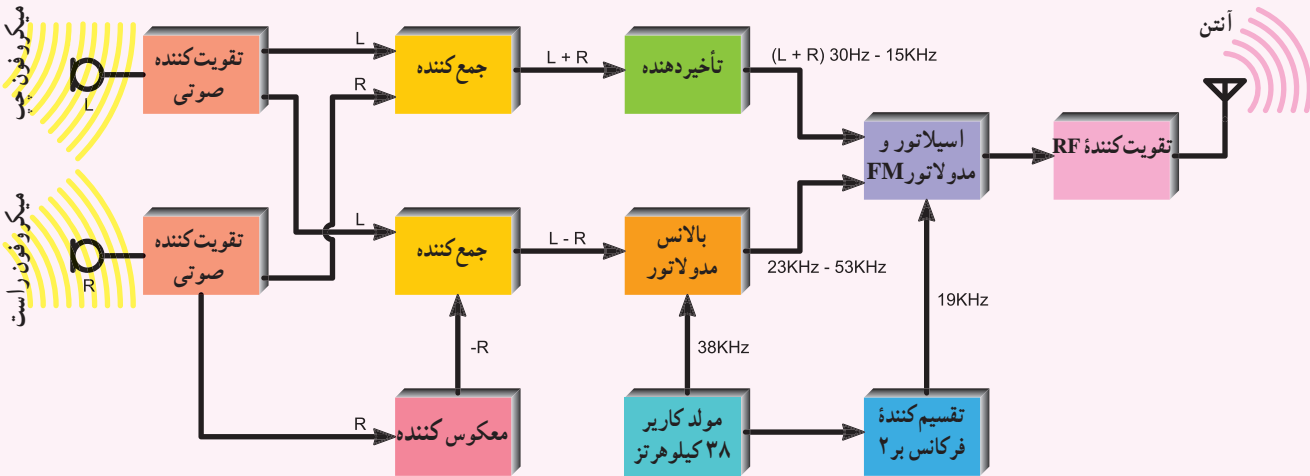 میکروفون چپ
L
تقویت‌کننده
صوتی
L
R
جمع‌کننده
L + R
تأخیردهنده
(L + R) 30Hz - 15KHz
اسیلاتور و
مدولاتور FM
تقویت‌کنندهٔ RF
آنتن
میکروفون راست
R
تقویت‌کننده
صوتی
L
جمع‌کننده
L - R
بالانس
مدولاتور
23KHz - 53KHz
19KHz
-R
38KHz
R
معکوس کننده
مولد کاریر
۳۸ کیلوهرتز
تقسیم‌کنندهٔ
فرکانس بر۲